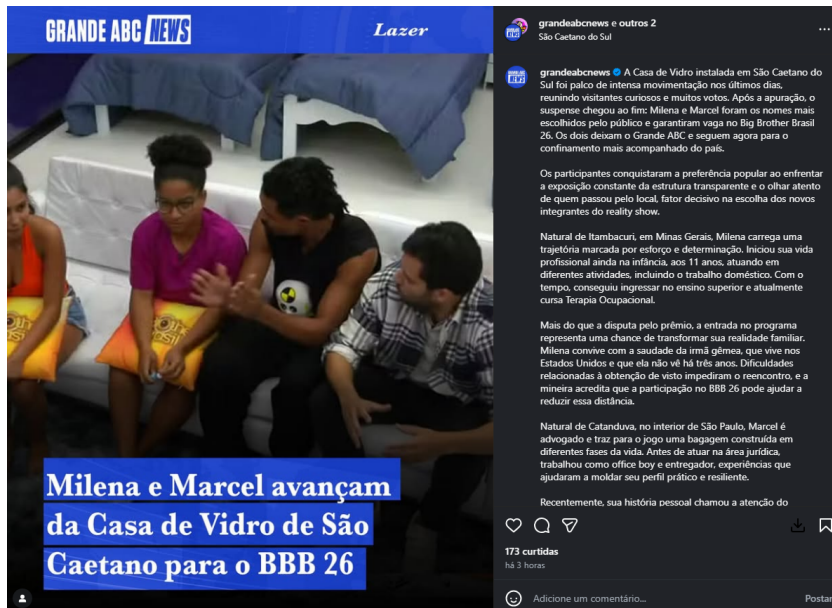 GRANDE ABC NEWS
Lazer
Milena e Marcel avançam
da Casa de Vidro de São
Caetano para o BBB 26
grandeabcnews e outros 2
São Caetano do Sul
grandeabcnews A Casa de Vidro instalada em São Caetano do
Sul foi palco de intensa movimentação nos últimos dias,
reunindo visitantes curiosos e muitos votos. Após a apuração, o
suspense chegou ao fim: Milena e Marcel foram os nomes mais
escolhidos pelo público e garantiram vaga no Big Brother Brasil
26. Os dois deixam o Grande ABC e seguem agora para o
confinamento mais acompanhado do país.
Os participantes conquistaram a preferência popular ao enfrentar
a exposição constante da estrutura transparente e o olhar atento
de quem passou pelo local, fator decisivo na escolha dos novos
integrantes do reality show.
Natural de Itambacuri, em Minas Gerais, Milena carrega uma
trajetória marcada por esforço e determinação. Iniciou sua vida
profissional ainda na infância, aos 11 anos, atuando em
diferentes atividades, incluindo o trabalho doméstico. Com o
tempo, conseguiu ingressar no ensino superior e atualmente
cursa Terapia Ocupacional.
Mais do que a disputa pelo prêmio, a entrada no programa
representa uma chance de transformar sua realidade familiar.
Milena convive com a saudade da irmã gêmea, que vive nos
Estados Unidos e que ela não vê há três anos. Dificuldades
relacionadas à obtenção de visto impediram o reencontro, e a
mineira acredita que a participação no BBB 26 pode ajudar a
reduzir essa distância.
Natural de Catanduva, no interior de São Paulo, Marcel é
advogado e traz para o jogo uma bagagem construída em
diferentes fases da vida. Antes de atuar na área jurídica,
trabalhou como office boy e entregador, experiências que
ajudaram a moldar seu perfil prático e resiliente.
Recentemente, sua história pessoal chamou a atenção do
173 curtidas
há 3 horas
Adicione um comentário...
Postar